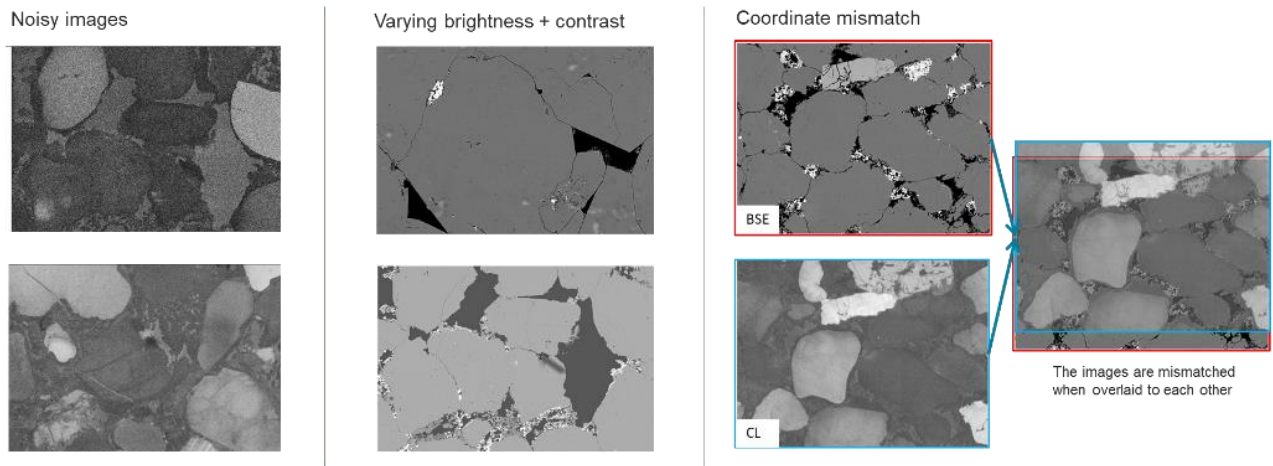 Noisy images
Varying brightness + contrast
Coordinate mismatch
BSE
CL
The images are mismatched
when overlaid to each other